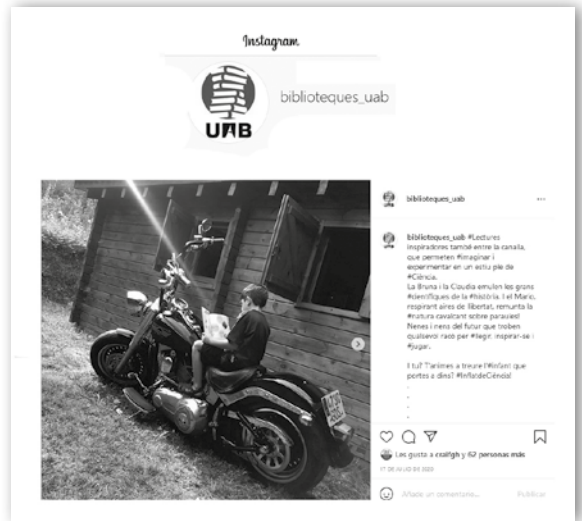 Instagram
UAB
biblioteques_uab
biblioteques_uab
biblioteques_uab #Lectures
inspiradores també entre la canalla,
que permeten #imaginar i
experimentar en un estiu ple de
#Ciència.
La Bruna i la Claudia emulen les grans
#científiques de la #història. I el Mario,
respirant aires de llibertat, remunta la
#natura cavalcant sobre paraules!
Nenes i nens del futur que troben
qualsevol racó per #llegir, inspirar-se i
#jugar.
I tu? T'animes a treure l'#infant que
portes a dins? #InflardeCiència!
.
.
.
.
Les gusta a csalfgh y 62 personas más
17 DE JULIO DE 2020
Añade un comentario...
Publicar